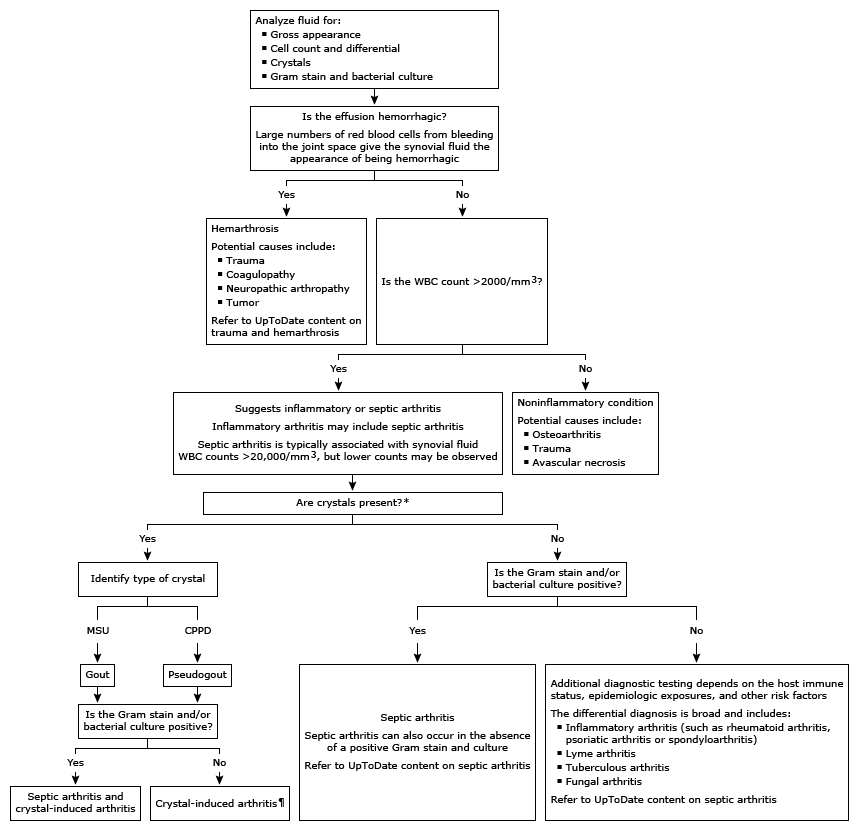 Analyze fluid for:
▪ Gross appearance
▪ Cell count and differential
▪ Crystals
▪ Gram stain and bacterial culture
Is the effusion hemorrhagic?
Large numbers of red blood cells from bleeding
into the joint space give the synovial fluid the
appearance of being hemorrhagic
Yes
No
Hemarthrosis
Potential causes include:
▪ Trauma
▪ Coagulopathy
▪ Neuropathic arthropathy
▪ Tumor
Refer to UpToDate content on
trauma and hemarthrosis
Is the WBC count >2000/mm³?
Yes
No
Suggests inflammatory or septic arthritis
Inflammatory arthritis may include septic arthritis
Septic arthritis is typically associated with synovial fluid
WBC counts >20,000/mm³, but lower counts may be observed
Noninflammatory condition
Potential causes include:
▪ Osteoarthritis
▪ Trauma
▪ Avascular necrosis
Are crystals present?*
Yes
No
Identify type of crystal
Is the Gram stain and/or
bacterial culture positive?
MSU
CPPD
Yes
No
Gout
Pseudogout
Is the Gram stain and/or
bacterial culture positive?
Yes
No
Septic arthritis and
crystal-induced arthritis
Crystal-induced arthritis¶
Septic arthritis
Septic arthritis can also occur in the absence
of a positive Gram stain and culture
Refer to UpToDate content on septic arthritis
Additional diagnostic testing depends on the host immune
status, epidemiologic exposures, and other risk factors
The differential diagnosis is broad and includes:
▪ Inflammatory arthritis (such as rheumatoid arthritis,
psoriatic arthritis or spondyloarthritis)
▪ Lyme arthritis
▪ Tuberculous arthritis
▪ Fungal arthritis
Refer to UpToDate content on septic arthritis